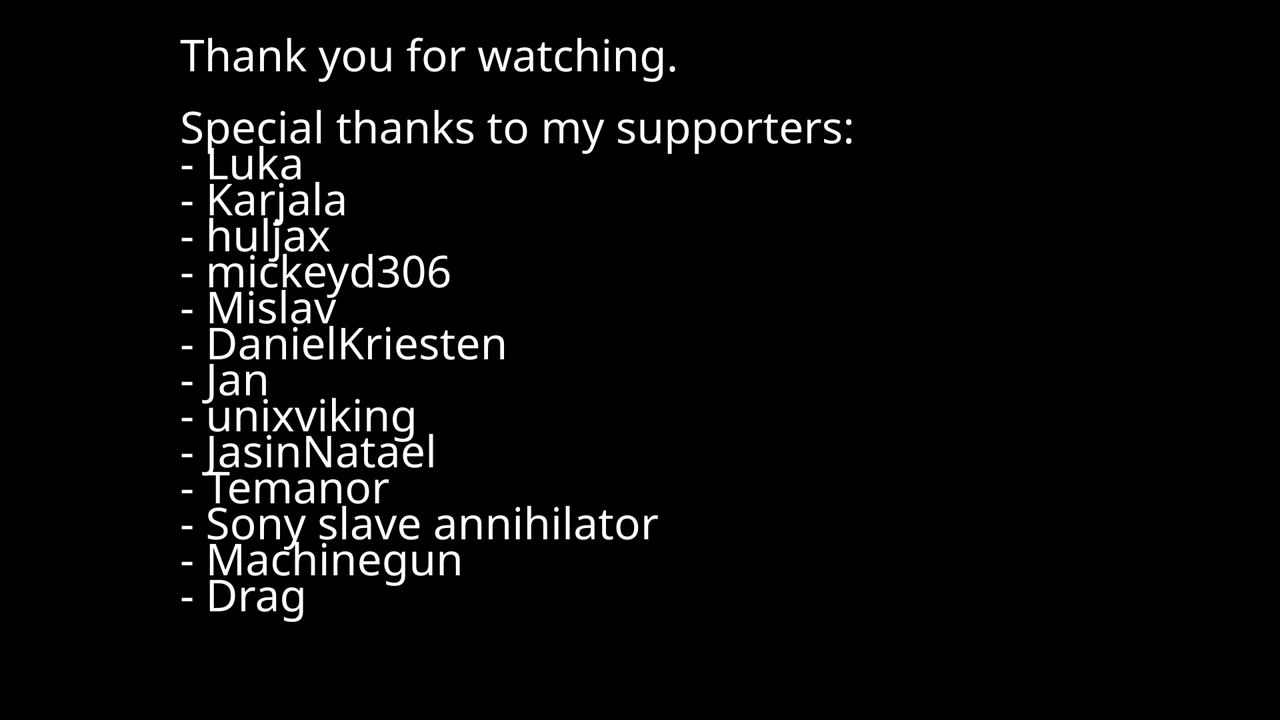 Thank you for watching.
Special thanks to my supporters:
- Luka
- Karjala
- huljax
- mickeyd306
- Mislav
- DanielKriesten
- Jan
- unixviking
- JasinNatael
- Temanor
- Sony slave annihilator
- Machinegun
- Drag